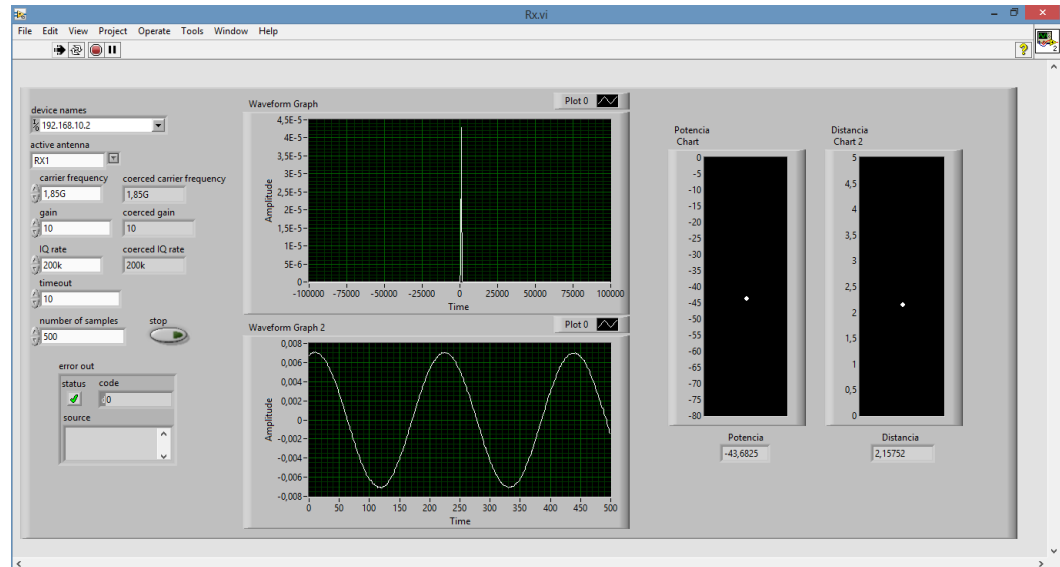 Rx.vi
File Edit View Project Operate Tools Window Help
2
device names
192.168.10.2
active antenna
RX1
carrier frequency
coerced carrier frequency
1,85G
1,85G
gain
coerced gain
10
10
IQ rate
coerced IQ rate
200k
200k
timeout
10
number of samples
stop
500
error out
status code
0
source
Waveform Graph
Plot 0
4,5E-5
4E-5
3,5E-5
3E-5
2,5E-5
2E-5
1,5E-5
1E-5
5E-6
0
Amplitude
-100000 -75000 -50000 -25000 0 25000 50000 75000 100000
Time
Waveform Graph 2
Plot 0
0,008
0,006
0,004
0,002
0
-0,002
-0,004
-0,006
-0,008
Amplitude
0 50 100 150 200 250 300 350 400 450 500
Time
Potencia
Chart
0
-5
-10
-15
-20
-25
-30
-35
-40
-45
-50
-55
-60
-65
-70
-75
-80
Potencia
-43,6825
Distancia
Chart 2
5
4,5
4
3,5
3
2,5
2
1,5
1
0,5
0
Distancia
2,15752